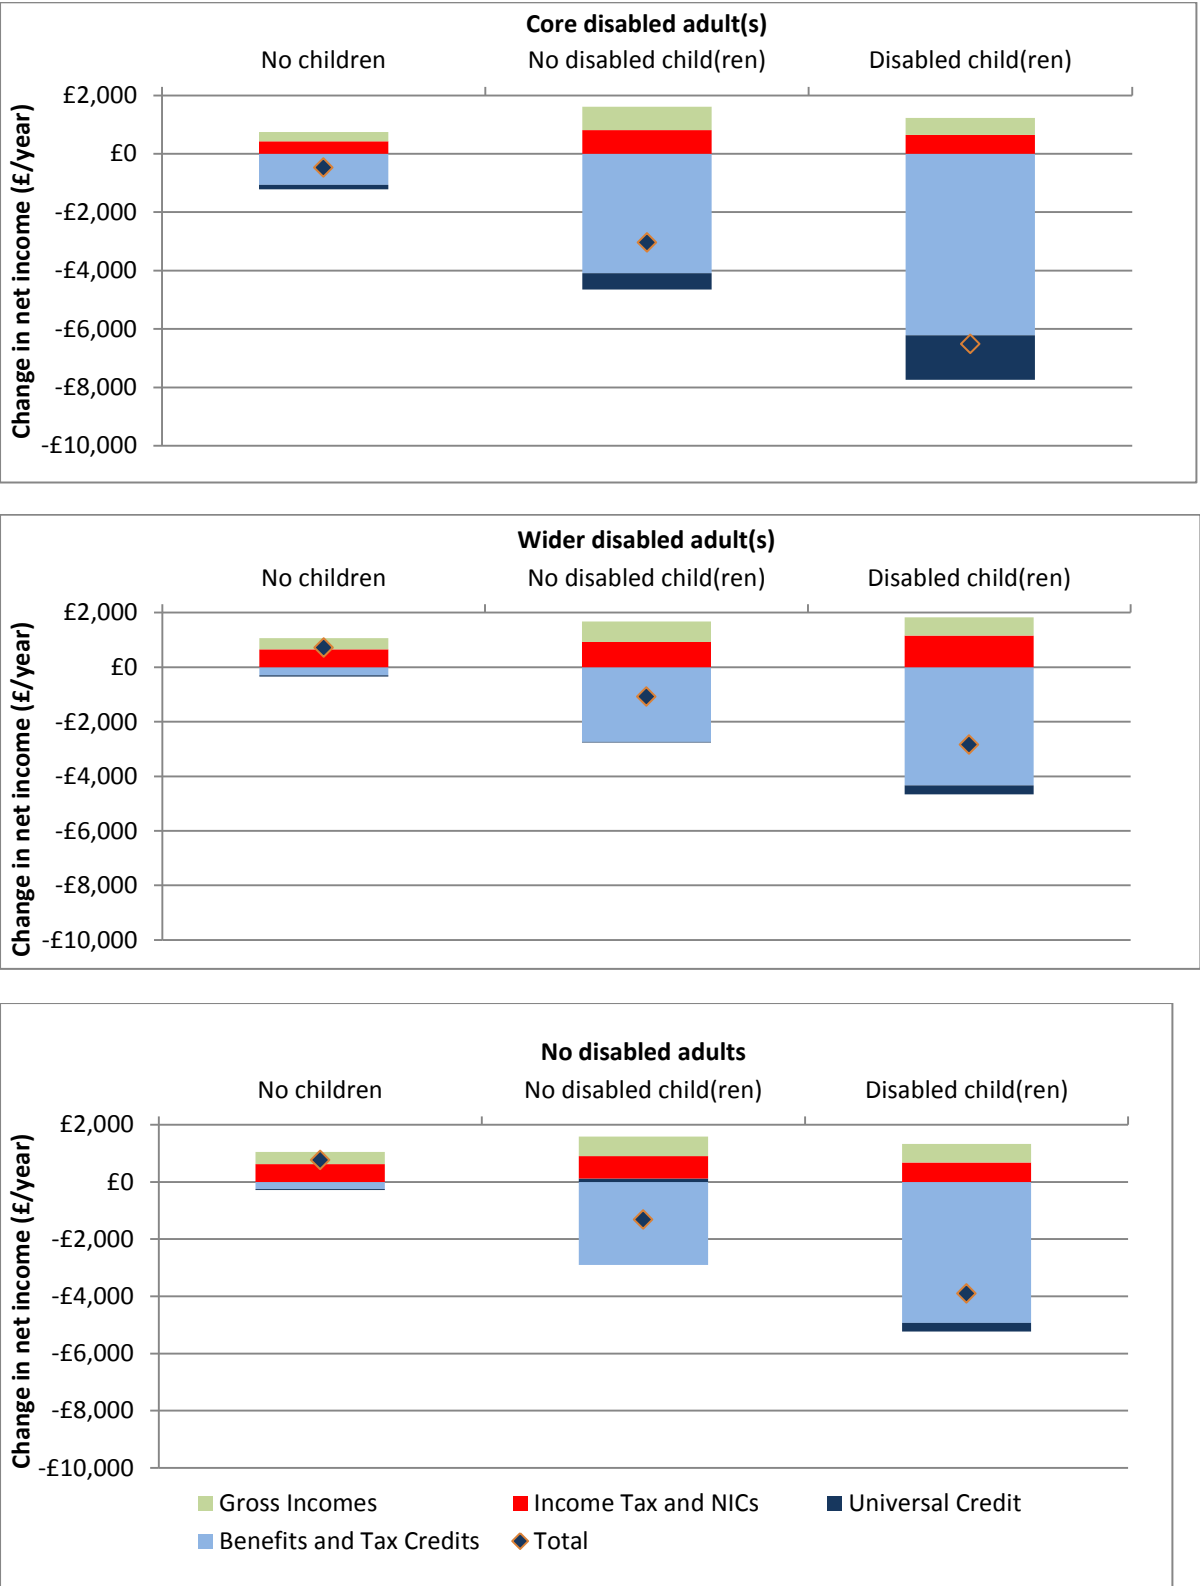 Core disabled adult(s)
No children No disabled child(ren) Disabled child(ren)
Change in net income (£/year)
£2,000
£0
-£2,000
-£4,000
-£6,000
-£8,000
-£10,000
Wider disabled adult(s)
No children No disabled child(ren) Disabled child(ren)
Change in net income (£/year)
£2,000
£0
-£2,000
-£4,000
-£6,000
-£8,000
-£10,000
No disabled adults
No children No disabled child(ren) Disabled child(ren)
Change in net income (£/year)
£2,000
£0
-£2,000
-£4,000
-£6,000
-£8,000
-£10,000
Gross Incomes Income Tax and NICs Universal Credit
Benefits and Tax Credits Total